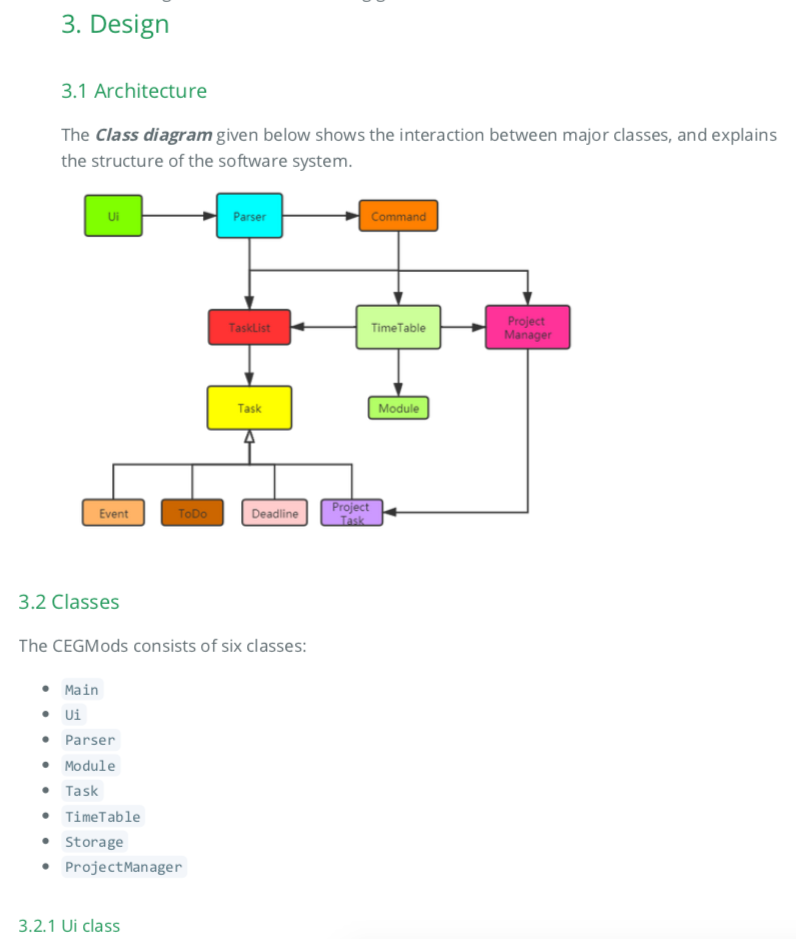 3. Design
3.1 Architecture
The Class diagram given below shows the interaction between major classes, and explains
the structure of the software system.
Ui
Parser
Command
TaskList
TimeTable
Project
Manager
Task
Module
Event
ToDo
Deadline
Project
Task
3.2 Classes
The CEGMods consists of six classes:
Main
Ui
Parser
Module
Task
TimeTable
Storage
ProjectManager
3.2.1 Ui class